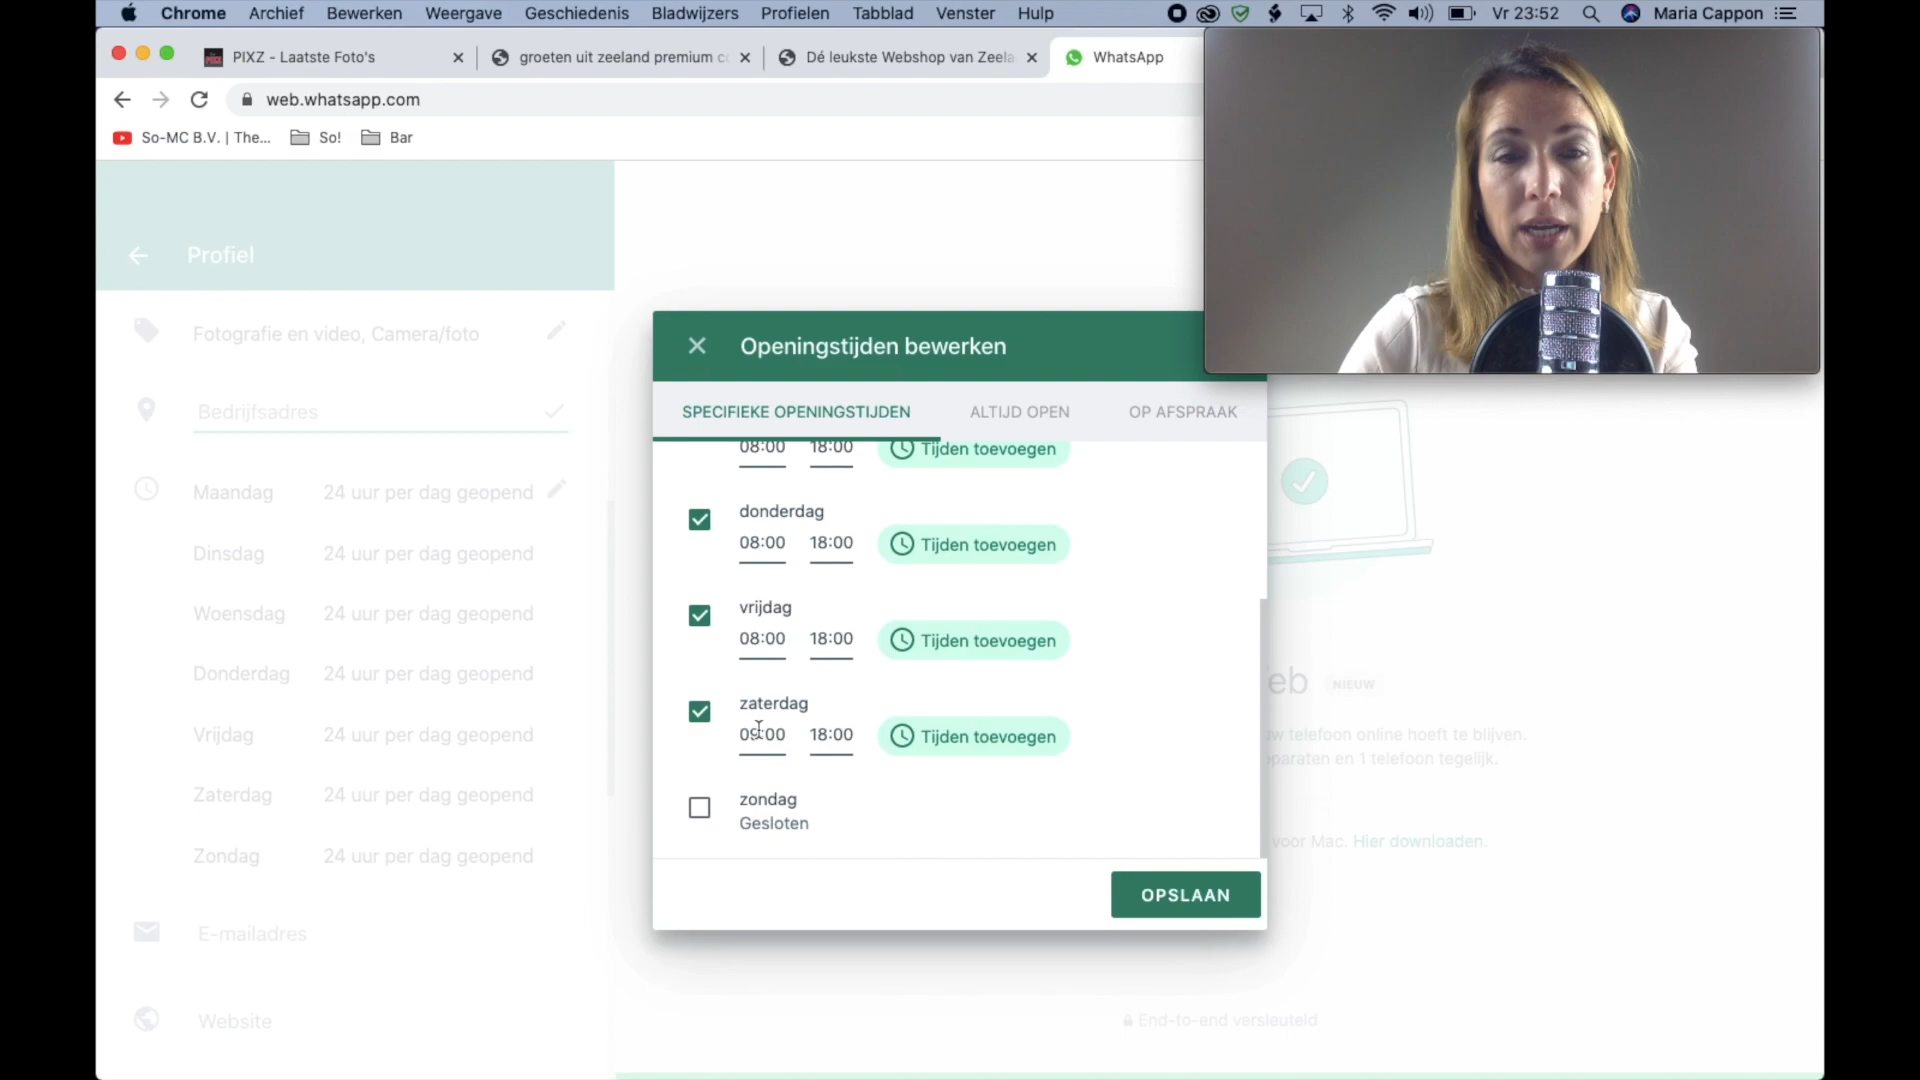 Chrome Archief Bewerken Weergave Geschiedenis Bladwijzers Profielen Tabblad Venster Hulp Vr 23:52 Maria Cappon
PIXZ - Laatste Foto's
groeten uit zeeland premium
Dé leukste Webshop van Zeela
WhatsApp
web.whatsapp.com
So-MC B.V. | The...
So!
Bar
Profiel
Fotografie en video, Camera/foto
Bedrijfsadres
Maandag 24 uur per dag geopend
Dinsdag 24 uur per dag geopend
Woensdag 24 uur per dag geopend
Donderdag 24 uur per dag geopend
Vrijdag 24 uur per dag geopend
Zaterdag 24 uur per dag geopend
Zondag 24 uur per dag geopend
E-mailadres
Website
Openingstijden bewerken
SPECIFIEKE OPENINGSTIJDEN ALTIJD OPEN OP AFSPRAAK
08:00 18:00 Tijden toevoegen
donderdag
08:00 18:00 Tijden toevoegen
vrijdag
08:00 18:00 Tijden toevoegen
zaterdag
09:00 18:00 Tijden toevoegen
zondag
Gesloten
OPSLAAN
eb NIEUW
uw telefoon online hoeft te blijven.
paraten en 1 telefoon tegelijk.
voor Mac. Hier downloaden.
End-to-end versleuteld